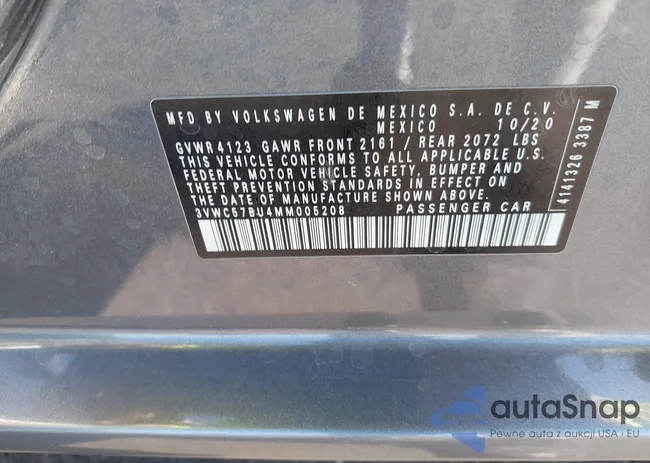 MFD BY VOLKSWAGEN DE MEXICO S.A. DE C.V.
MEXICO 10/20
GVWR 4123 GAWR FRONT 2161 / REAR 2072 LBS
THIS VEHICLE CONFORMS TO ALL APPLICABLE U.S.
FEDERAL MOTOR VEHICLE SAFETY, BUMPER AND
THEFT PREVENTION STANDARDS IN EFFECT ON
THE DATE OF MANUFACTURE SHOWN ABOVE.
3VWC57BU4MM005208 PASSENGER CAR
4141326 3387 M
autaSnap
Pewne auta z aukcji USA i EU